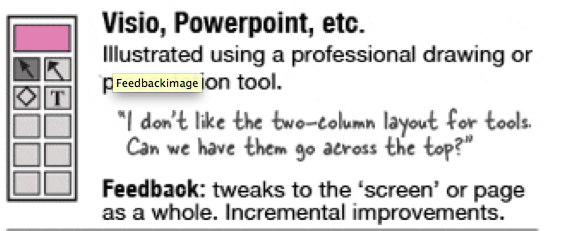 Visio, Powerpoint, etc.
Illustrated using a professional drawing or
Feedbackimage
tool.
"I don't like the two-column layout for tools.
Can we have them go across the top?"
Feedback: tweaks to the 'screen' or page
as a whole. Incremental improvements.
T